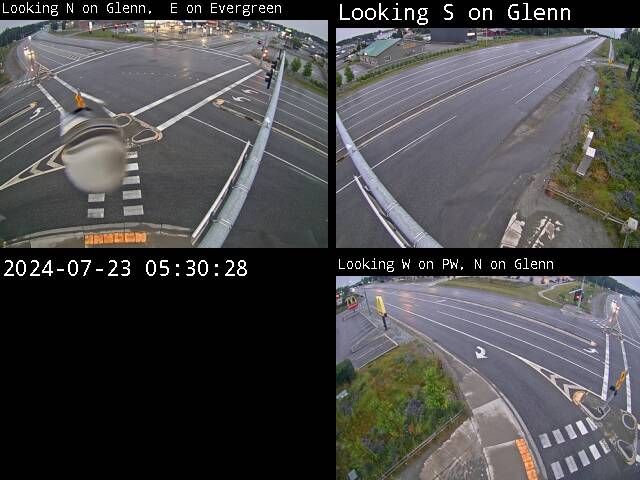 Looking N on Glenn,  E on Evergreen
Looking S on Glenn
2024-07-23 05:30:28
Looking W on PW, N on Glenn